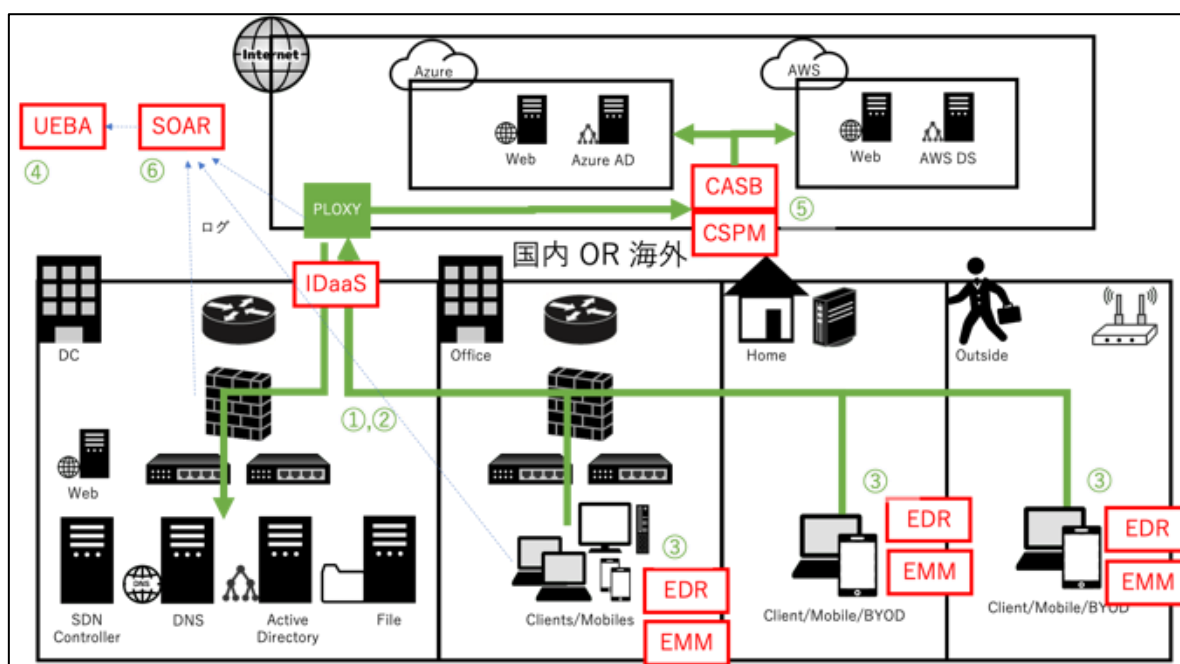 Internet
Azure
AWS
UEBA
SOAR
Web
Azure AD
Web
AWS DS
④
⑥
CASB
⑤
PLOXY
ログ
CSPM
国内 OR 海外
IDaaS
DC
Office
Home
Outside
①,②
Web
③
③
③
EDR
EDR
EDR
EMM
EMM
EMM
DNS
SDN
Controller
DNS
Active
Directory
File
Clients/Mobiles
Client/Mobile/BYOD
Client/Mobile/BYOD